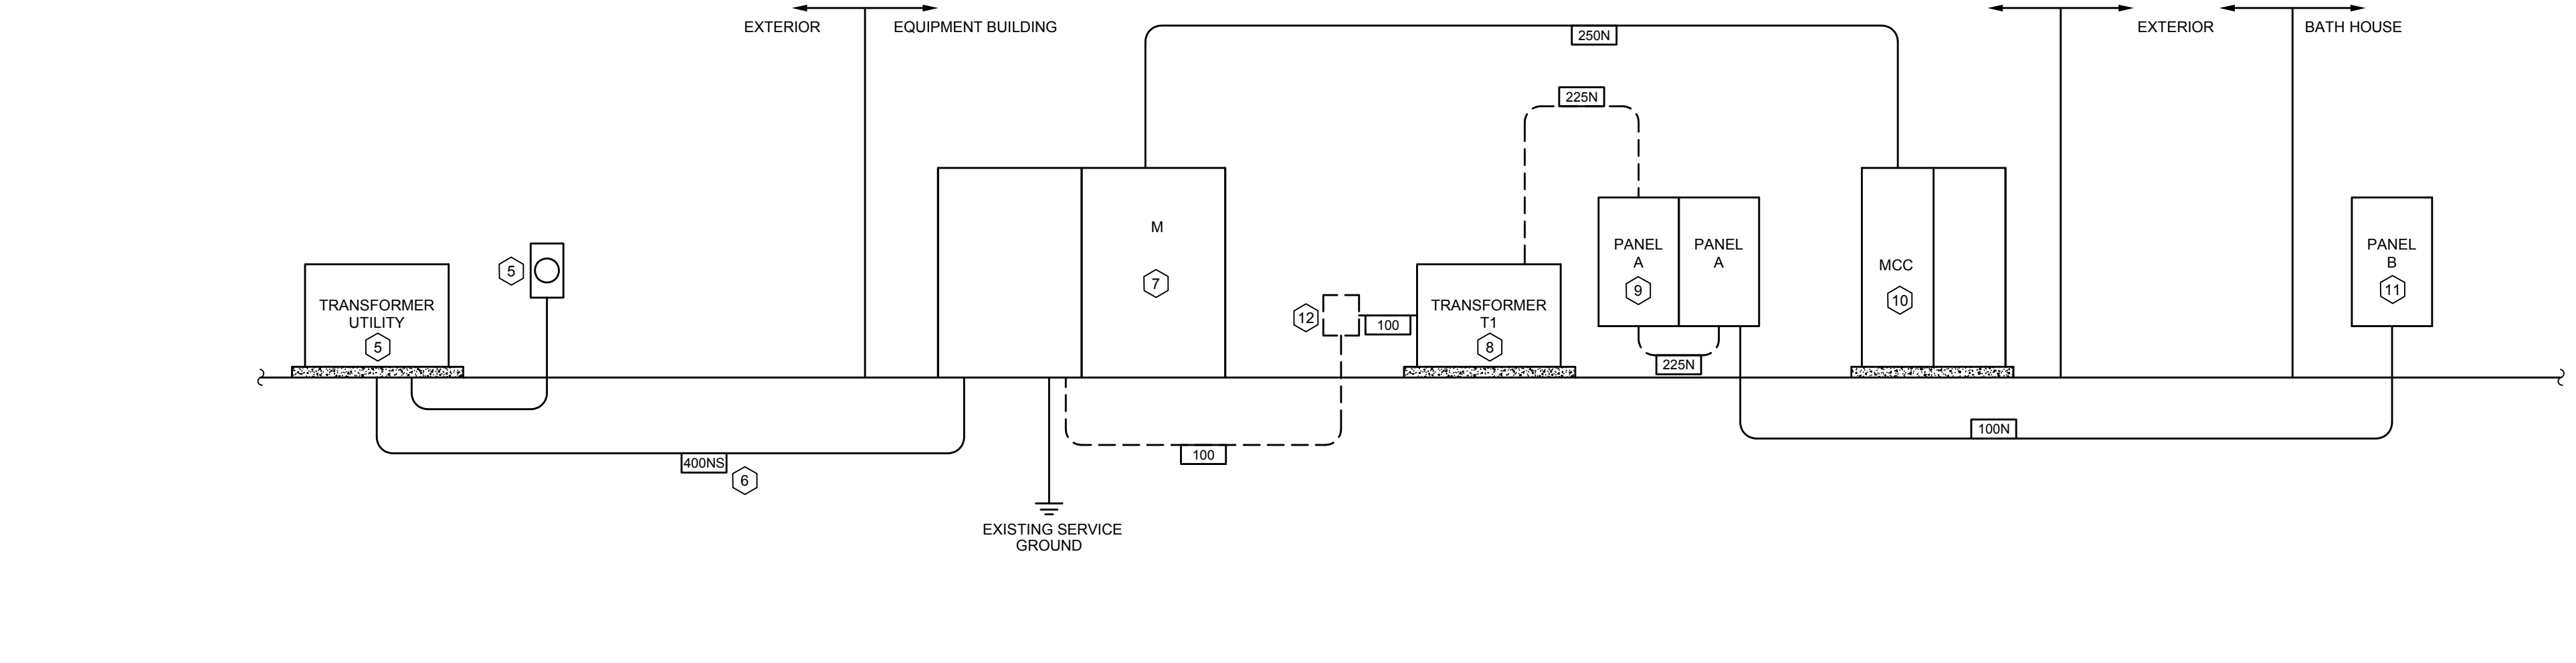 EXTERIOR
EQUIPMENT BUILDING
EXTERIOR
BATH HOUSE
250N
225N
M
7
5
TRANSFORMER
UTILITY
5
12
100
TRANSFORMER
T1
8
PANEL
A
9
PANEL
A
225N
MCC
10
PANEL
B
11
400NS
6
100
100N
EXISTING SERVICE
GROUND